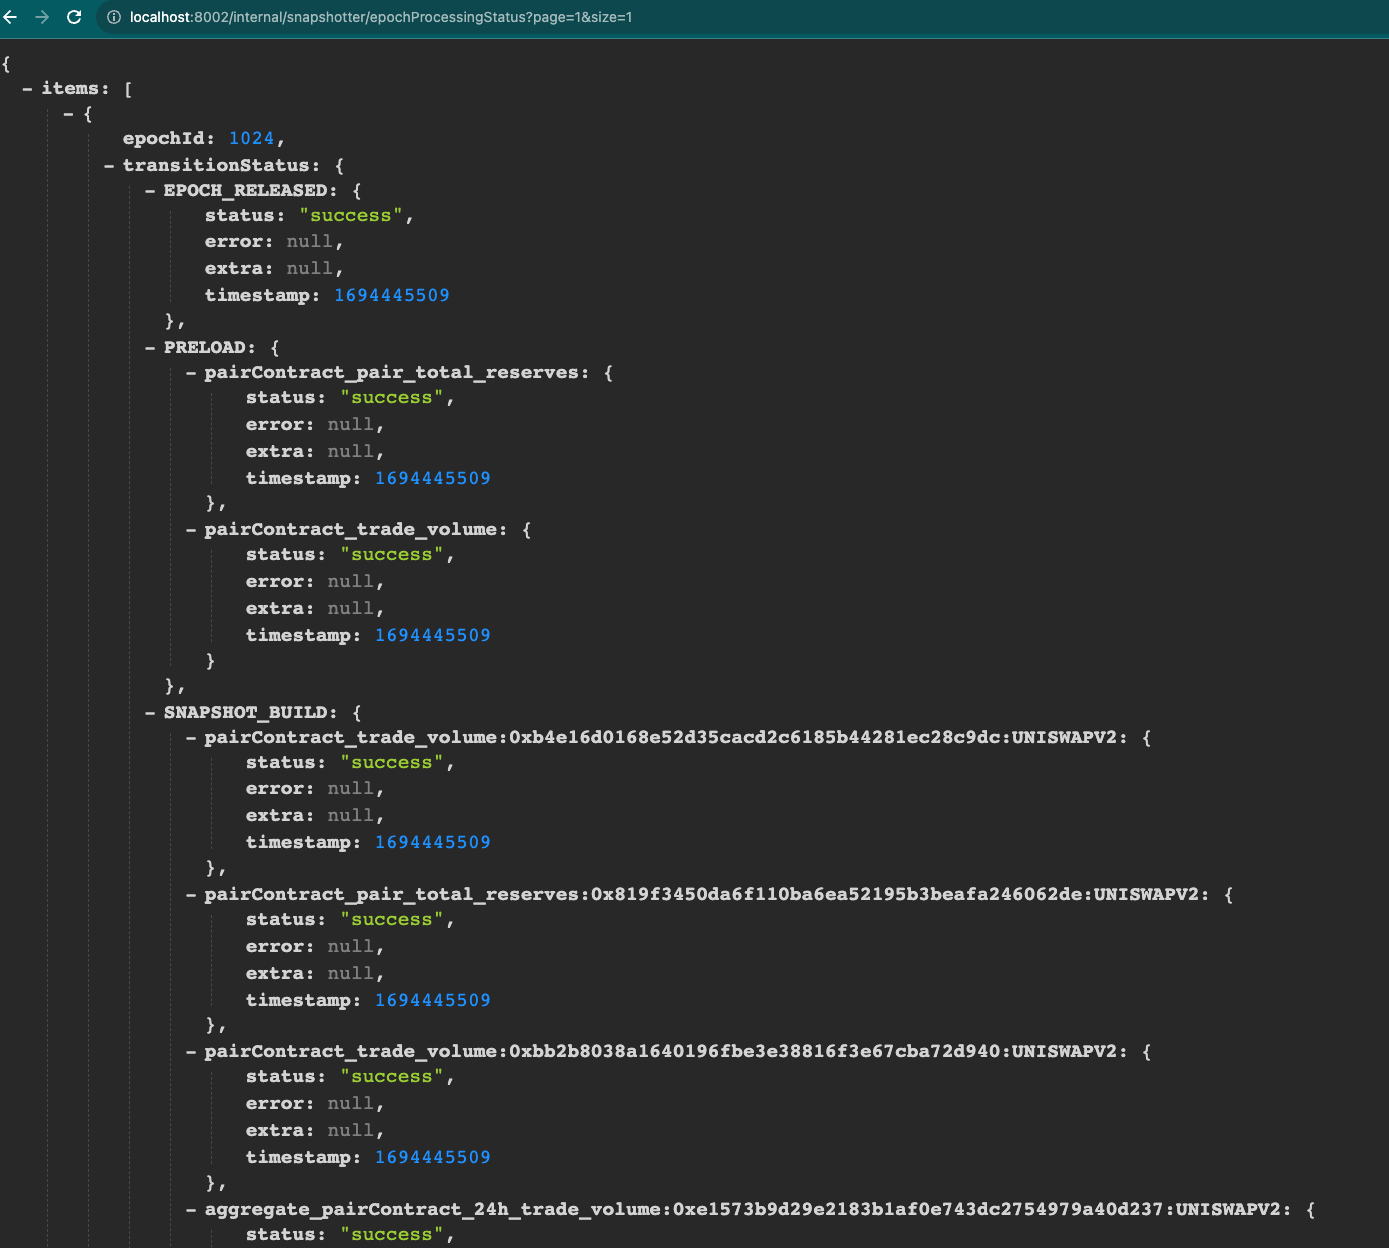 localhost:8002/internal/snapshotter/epochProcessingStatus?page=1&size=1
{
– items: [
– {
epochId: 1024,
– transitionStatus: {
– EPOCH_RELEASED: {
status: "success",
error: null,
extra: null,
timestamp: 1694445509
},
– PRELOAD: {
– pairContract_pair_total_reserves: {
status: "success",
error: null,
extra: null,
timestamp: 1694445509
},
– pairContract_trade_volume: {
status: "success",
error: null,
extra: null,
timestamp: 1694445509
}
},
– SNAPSHOT_BUILD: {
– pairContract_trade_volume:0xb4e16d0168e52d35cacd2c6185b44281ec28c9dc:UNISWAPV2: {
status: "success",
error: null,
extra: null,
timestamp: 1694445509
},
– pairContract_pair_total_reserves:0x819f3450da6f110ba6ea52195b3beafa246062de:UNISWAPV2: {
status: "success",
error: null,
extra: null,
timestamp: 1694445509
},
– pairContract_trade_volume:0xbb2b8038a1640196fbe3e38816f3e67cba72d940:UNISWAPV2: {
status: "success",
error: null,
extra: null,
timestamp: 1694445509
},
– aggregate_pairContract_24h_trade_volume:0xe1573b9d29e2183b1af0e743dc2754979a40d237:UNISWAPV2: {
status: "success",